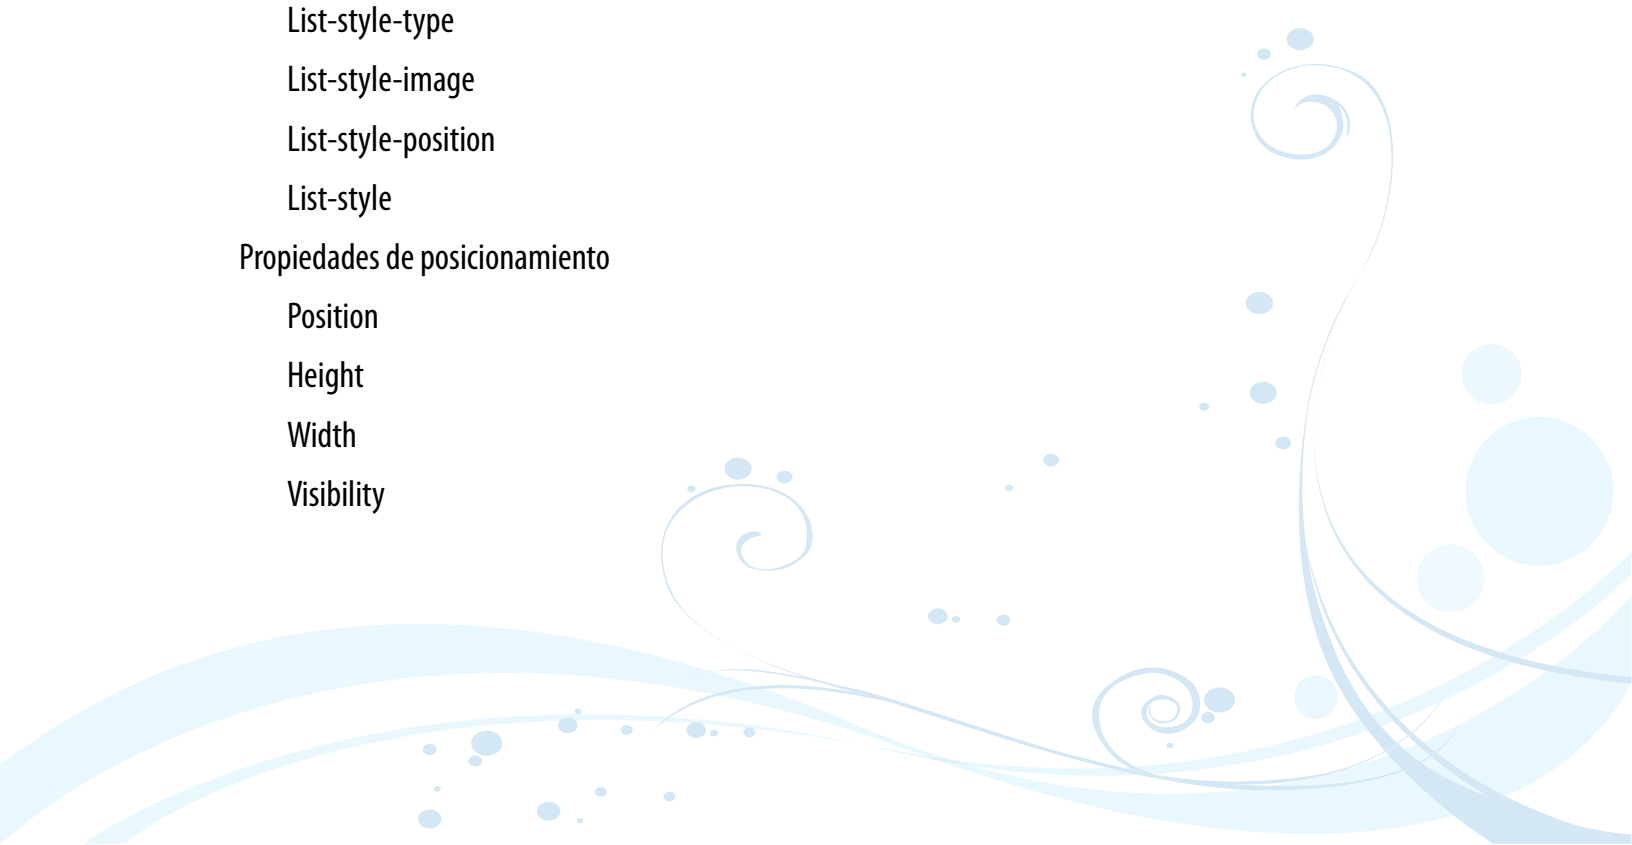 List-style-type
List-style-image
List-style-position
List-style
Propiedades de posicionamiento
Position
Height
Width
Visibility